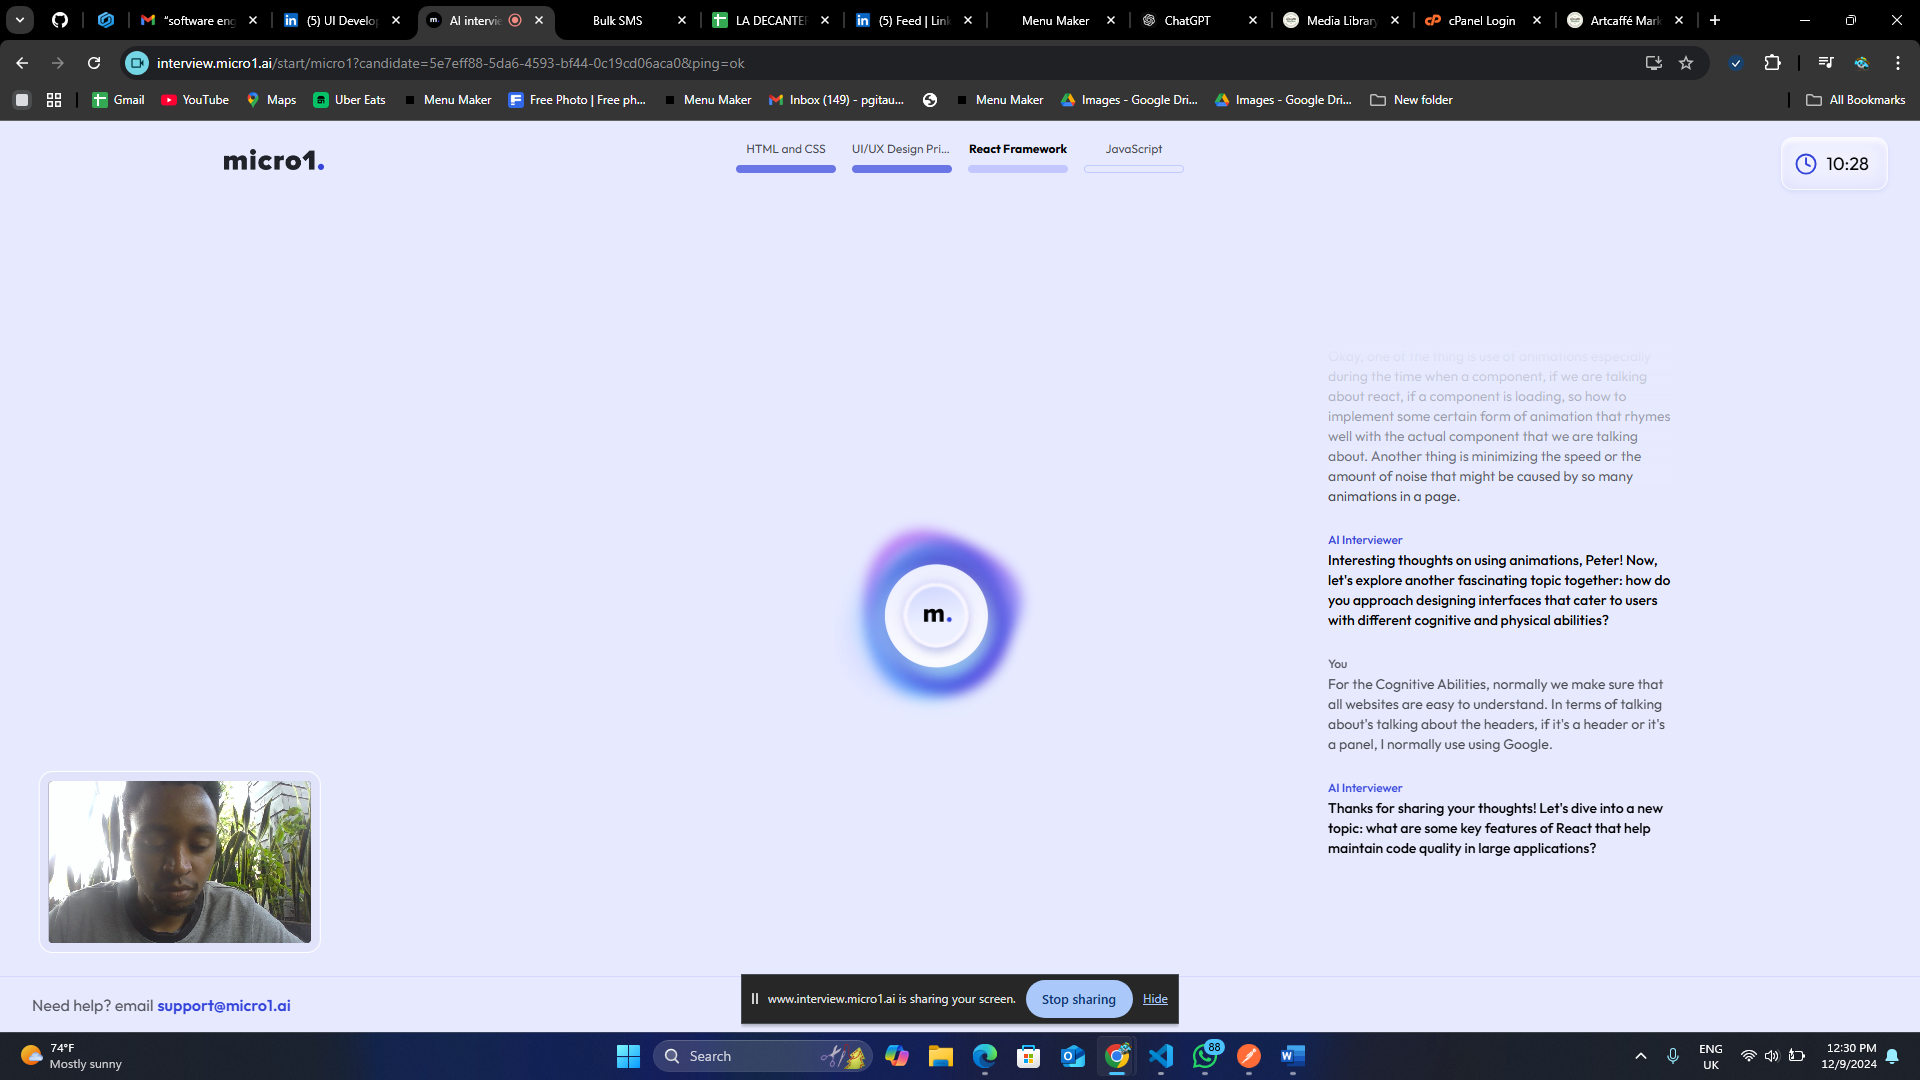 "software eng
(5) UI Develop
AI intervie
Bulk SMS
LA DECANTER
(5) Feed | Link
Menu Maker
ChatGPT
Media Library
cPanel Login
Artcaffé Mark
interview.micro1.ai/start/micro1?candidate=5e7eff88-5da6-4593-bf44-0c19cd06aca0&ping=ok
Gmail
YouTube
Maps
Uber Eats
Menu Maker
Free Photo | Free ph...
Menu Maker
Inbox (149) - pgitau...
Menu Maker
Images - Google Dri...
Images - Google Dri...
New folder
All Bookmarks
micro1.
HTML and CSS
UI/UX Design Pri...
React Framework
JavaScript
10:28
Okay, one of the thing is use of animations especially
during the time when a component, if we are talking
about react, if a component is loading, so how to
implement some certain form of animation that rhymes
well with the actual component that we are talking
about. Another thing is minimizing the speed or the
amount of noise that might be caused by so many
animations in a page.
AI Interviewer
Interesting thoughts on using animations, Peter! Now,
let's explore another fascinating topic together: how do
you approach designing interfaces that cater to users
with different cognitive and physical abilities?
You
For the Cognitive Abilities, normally we make sure that
all websites are easy to understand. In terms of talking
about's talking about the headers, if it's a header or it's
a panel, I normally use using Google.
AI Interviewer
Thanks for sharing your thoughts! Let's dive into a new
topic: what are some key features of React that help
maintain code quality in large applications?
m.
Need help? email support@micro1.ai
www.interview.micro1.ai is sharing your screen.
Stop sharing
Hide
74°F
Mostly sunny
Search
88
ENG
UK
12:30 PM
12/9/2024